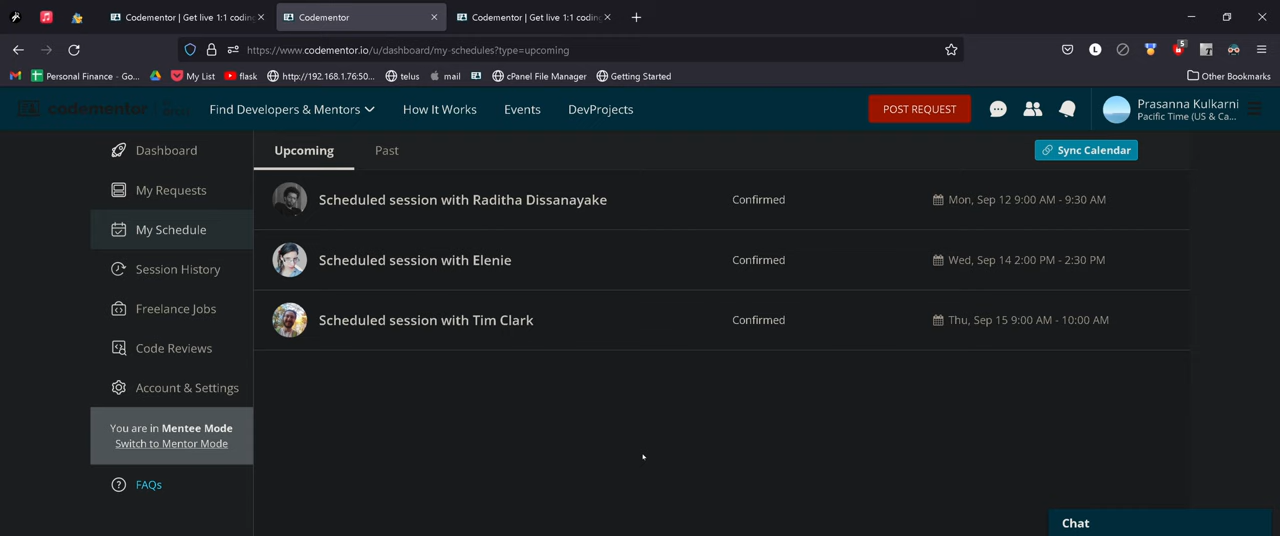 Codementor | Get live 1:1 coding
Codementor
Codementor | Get live 1:1 coding
https://www.codementor.io/u/dashboard/my-schedules?type=upcoming
L
5
Personal Finance - Go...
My List
flask
http://192.168.1.76:50...
telus
mail
cPanel File Manager
Getting Started
Other Bookmarks
codementor
Find Developers & Mentors
How It Works
Events
DevProjects
POST REQUEST
Prasanna Kulkarni
Pacific Time (US & Ca...
Dashboard
My Requests
My Schedule
Session History
Freelance Jobs
Code Reviews
Account & Settings
You are in Mentee Mode
Switch to Mentor Mode
FAQs
Upcoming
Past
Sync Calendar
Scheduled session with Raditha Dissanayake Confirmed Mon, Sep 12 9:00 AM - 9:30 AM
Scheduled session with Elenie Confirmed Wed, Sep 14 2:00 PM - 2:30 PM
Scheduled session with Tim Clark Confirmed Thu, Sep 15 9:00 AM - 10:00 AM
Chat